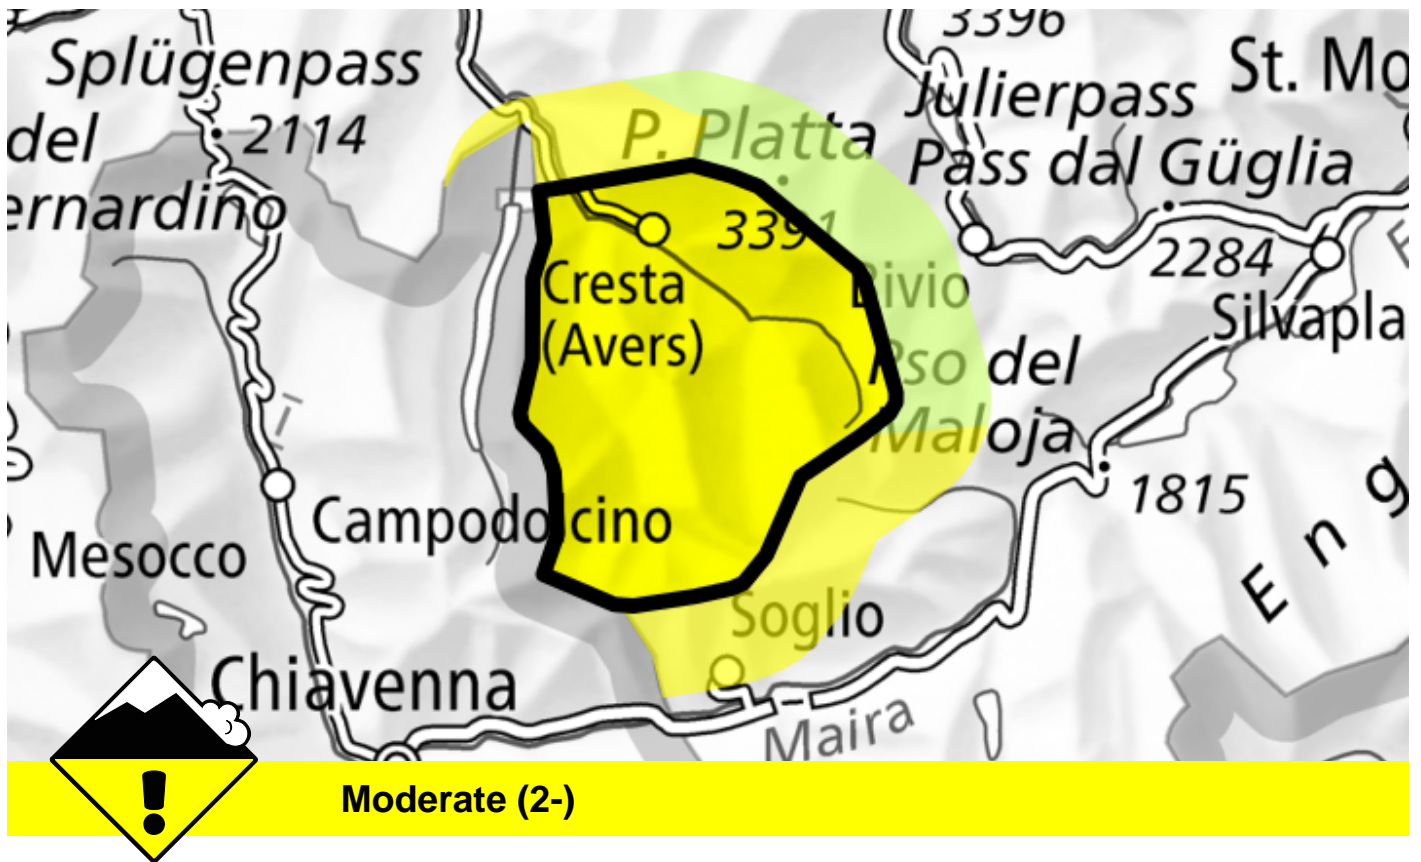 3396
Splügenpass
St. Mo
Julierpass
del
2114
P. Platta
Pass dal Güglia
ernardino
3391
2284
Cresta
Bivio
Silvapla
(Avers)
Pso del
Maloja
1815
Campodolcino
Mesocco
E n g
Soglio
Chiavenna
Maira
Moderate (2-)